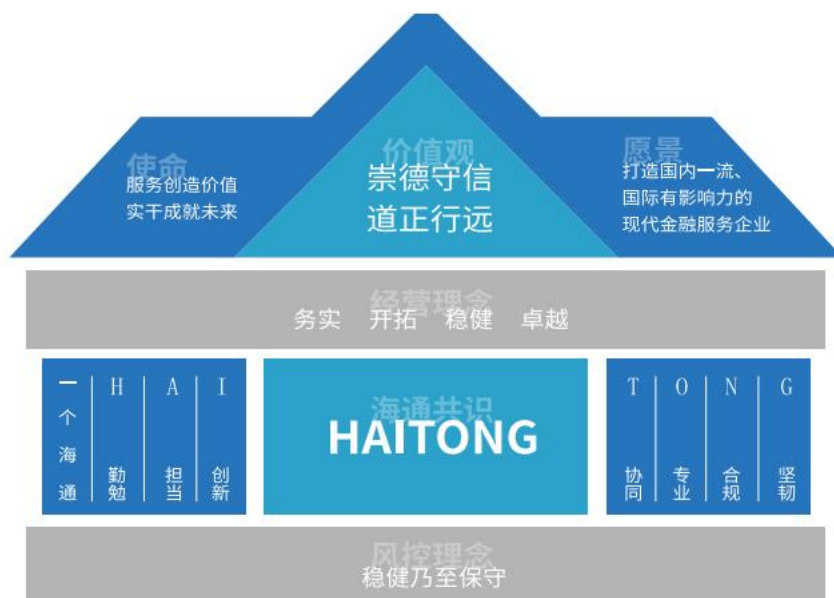 使命
服务创造价值
实干成就未来
价值观
崇德守信
道正行远
愿景
打造国内一流、
国际有影响力的
现代金融服务企业
经营理念
务实 开拓 稳健 卓越
一个海通
H 勤勉
A 担当
I 创新
海通共识
HAITONG
T 协同
O 专业
N 合规
G 坚韧
风控理念
稳健乃至保守